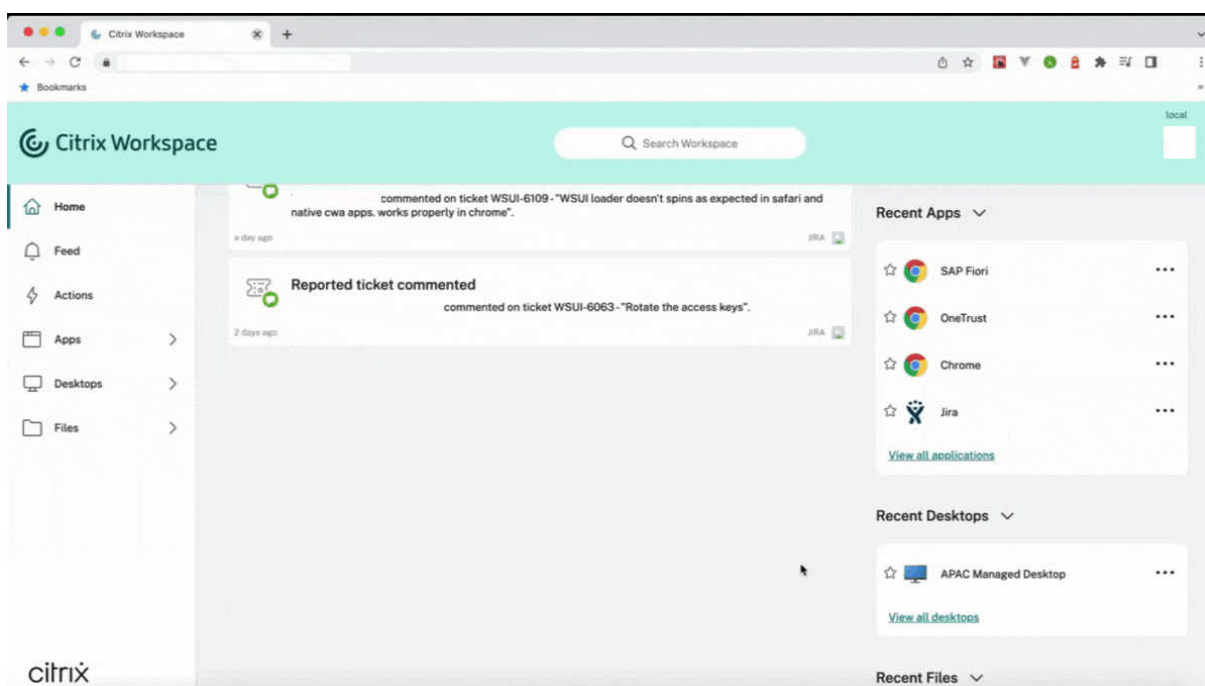 Citrix Workspace
Bookmarks
local
Citrix Workspace
Search Workspace
Home
Feed
Actions
Apps
Desktops
Files
citrix
commented on ticket WSUI-6109 - "WSUI loader doesn't spins as expected in safari and
native cwa apps. works properly in chrome".
a day ago
JIRA
Reported ticket commented
commented on ticket WSUI-6063 - "Rotate the access keys".
2 days ago
JIRA
Recent Apps
SAP Fiori
OneTrust
Chrome
Jira
View all applications
Recent Desktops
APAC Managed Desktop
View all desktops
Recent Files